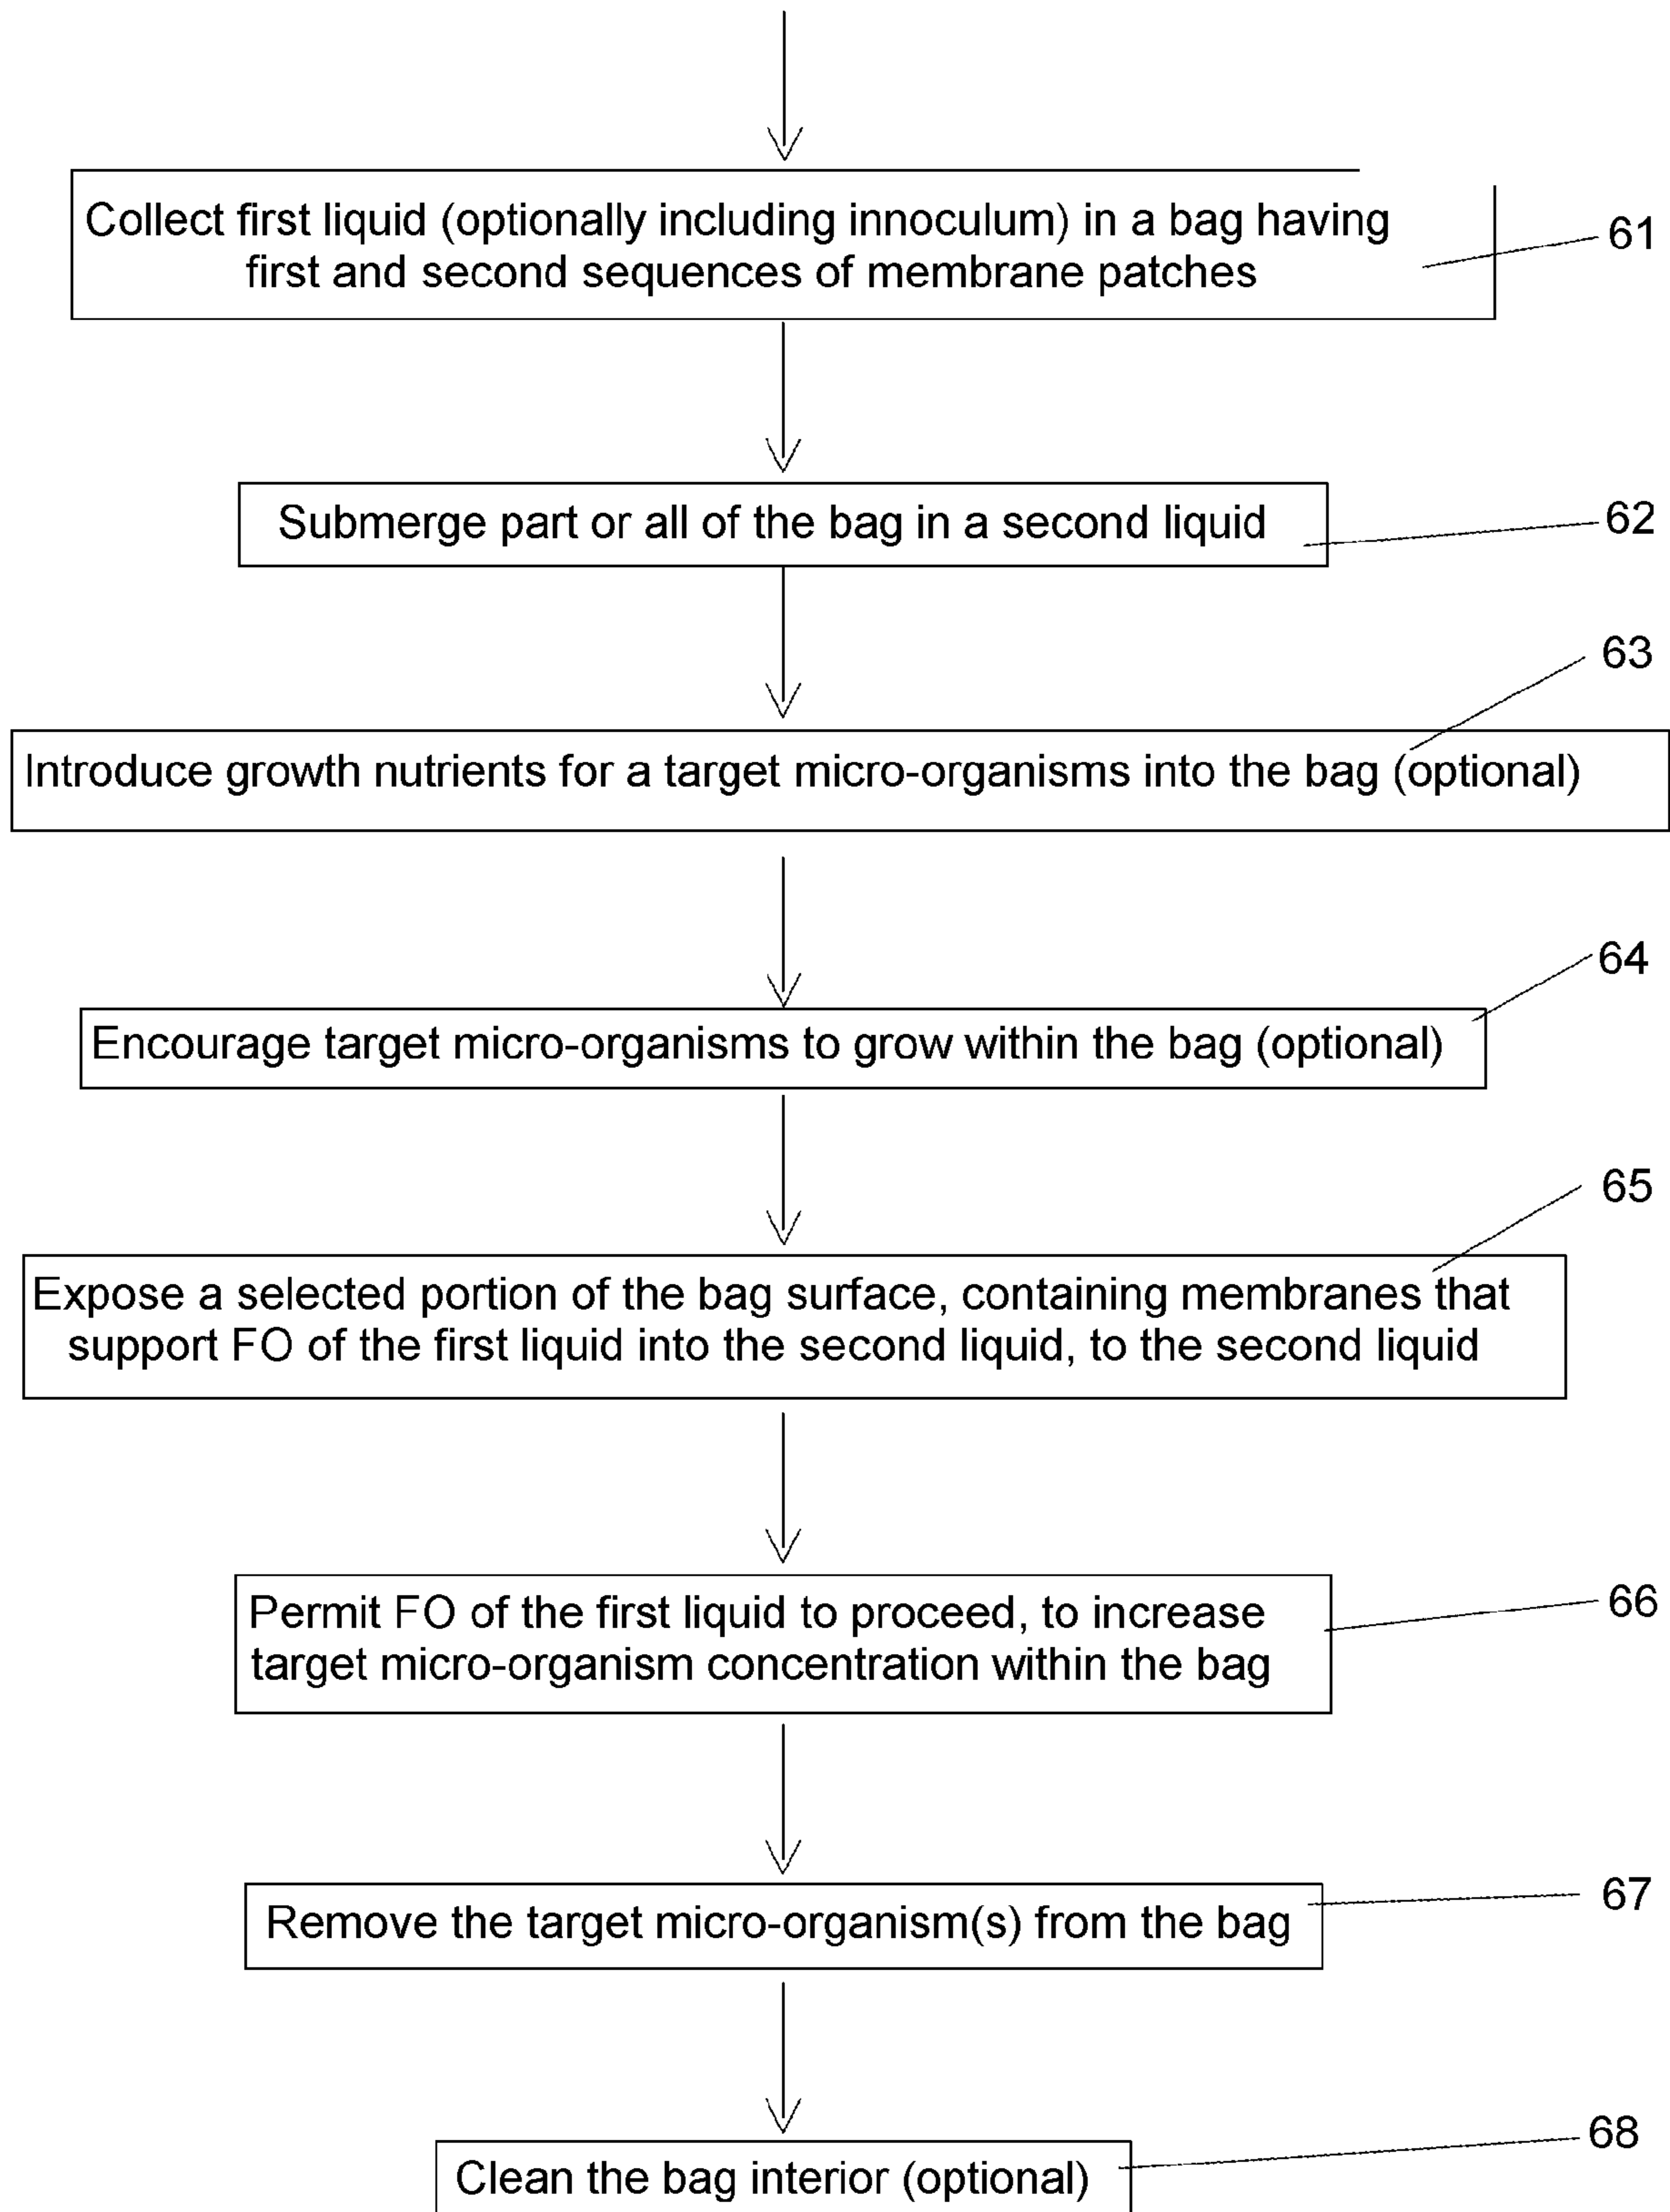 Collect first liquid (optionally including innoculum) in a bag having
first and second sequences of membrane patches
61
Submerge part or all of the bag in a second liquid
62
63
Introduce growth nutrients for a target micro-organisms into the bag (optional)
64
Encourage target micro-organisms to grow within the bag (optional)
65
Expose a selected portion of the bag surface, containing membranes that
support FO of the first liquid into the second liquid, to the second liquid
Permit FO of the first liquid to proceed, to increase
target micro-organism concentration within the bag
66
Remove the target micro-organism(s) from the bag
67
Clean the bag interior (optional)
68